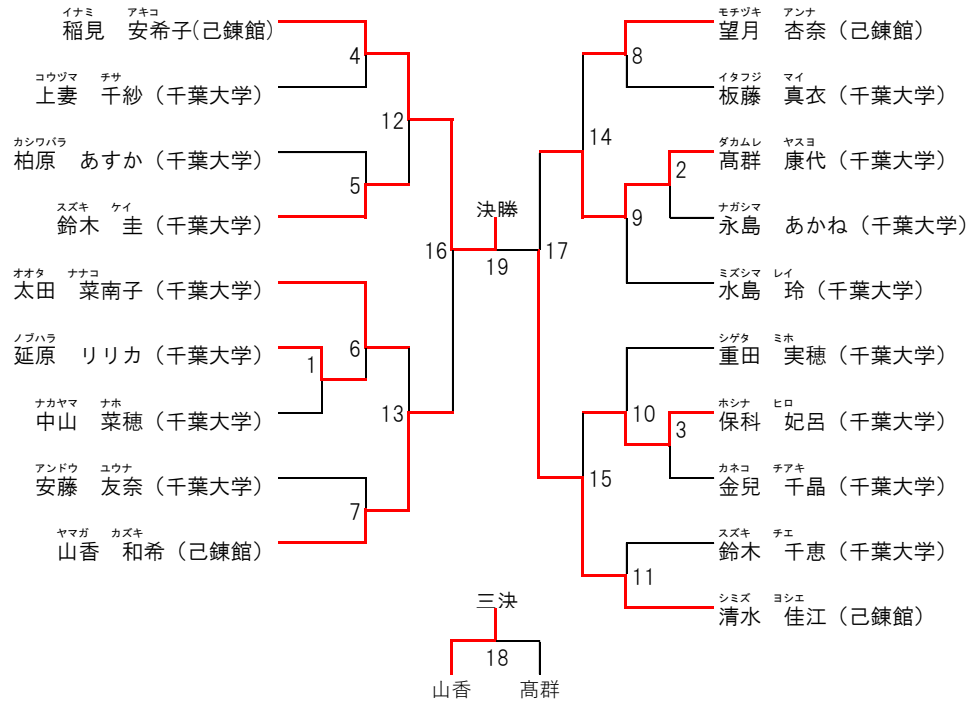 イナミ アキコ
稲見 安希子(己錬館)
コウヅマ チサ
上妻 千紗（千葉大学）
カシワバラ
柏原 あすか（千葉大学）
スズキ ケイ
鈴木 圭（千葉大学）
オオタ ナナコ
太田 菜南子（千葉大学）
ノブハラ
延原 リリカ（千葉大学）
ナカヤマ ナホ
中山 菜穂（千葉大学）
アンドウ ユウナ
安藤 友奈（千葉大学）
ヤマガ カズキ
山香 和希（己錬館）
4
12
5
16
6
1
13
7
決勝
19
モチヅキ アンナ
望月 杏奈（己錬館）
イタフジ マイ
板藤 真衣（千葉大学）
ダカムレ ヤスヨ
髙群 康代（千葉大学）
ナガシマ
永島 あかね（千葉大学）
ミズシマ レイ
水島 玲（千葉大学）
シゲタ ミホ
重田 実穂（千葉大学）
ホシナ ヒロ
保科 妃呂（千葉大学）
カネコ チアキ
金兒 千晶（千葉大学）
スズキ チエ
鈴木 千恵（千葉大学）
シミズ ヨシエ
清水 佳江（己錬館）
8
14
2
9
17
10
3
15
11
三決
18
山香 髙群